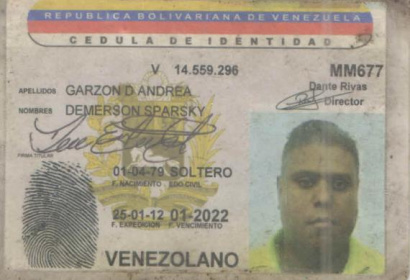 REPUBLICA BOLIVARIANA DE VENEZUELA
CEDULA DE IDENTIDAD
V 14.559.296 MM677
Dante Rivas
Director
APELLIDOS GARZON D ANDREA
NOMBRES DEMERSON SPARSKY
FIRMA TITULAR
01-04-79 SOLTERO
F. NACIMIENTO EDO.CIVIL
25-01-12 01-2022
F. EXPEDICION F. VENCIMIENTO
VENEZOLANO